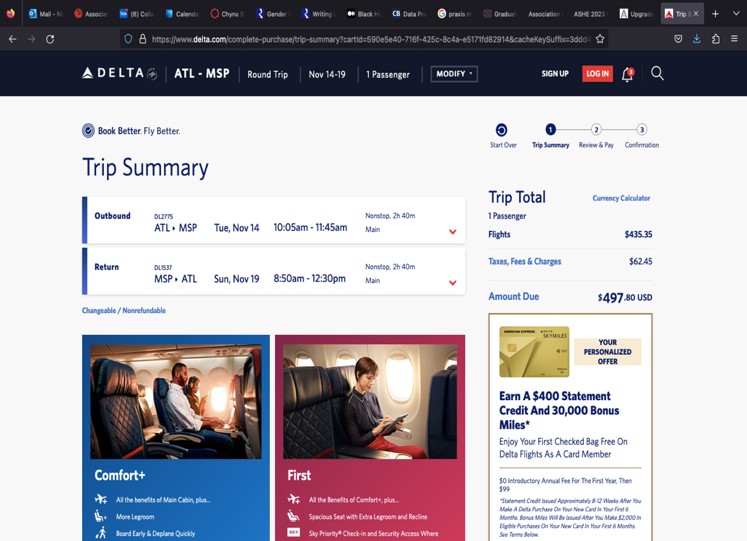 Mail - N
Associat
(6) Colle
Calendar
Chyna S
Gender
Writing
Black Hi
Data Pro
praxis m
Graduat
Association
ASHE 2023
Upgrade
Trip S
https://www.delta.com/complete-purchase/trip-summary?cartId=590e5e40-716f-425c-8c4a-e5171fd82914&cacheKeySuffix=3ddd
DELTA
ATL - MSP
Round Trip
Nov 14-19
1 Passenger
MODIFY
SIGN UP
LOG IN
Book Better. Fly Better.
Start Over
1
2
3
Trip Summary
Review & Pay
Confirmation
Trip Summary
Outbound
DL2775
ATL ▸ MSP
Tue, Nov 14
10:05am - 11:45am
Nonstop, 2h 40m
Main
Return
DL1537
MSP ▸ ATL
Sun, Nov 19
8:50am - 12:30pm
Nonstop, 2h 40m
Main
Changeable / Nonrefundable
Comfort+
All the benefits of Main Cabin, plus...
More Legroom
Board Early & Deplane Quickly
First
All the Benefits of Comfort+, plus...
Spacious Seat with Extra Legroom and Recline
SKY
Sky Priority® Check-in and Security Access Where
Trip Total
Currency Calculator
1 Passenger
Flights
$435.35
Taxes, Fees & Charges
$62.45
Amount Due
$497.80 USD
AMERICAN EXPRESS
SKYMILES
YOUR
PERSONALIZED
OFFER
Earn A $400 Statement
Credit And 30,000 Bonus
Miles*
Enjoy Your First Checked Bag Free On
Delta Flights As A Card Member
$0 Introductory Annual Fee For The First Year, Then
$99
*Statement Credit Issued Approximately 8-12 Weeks After You
Make A Delta Purchase On Your New Card In Your First 6
Months. Bonus Miles Will Be Issued After You Make $2,000 In
Eligible Purchases On Your New Card In Your First 6 Months.
See Terms Below.